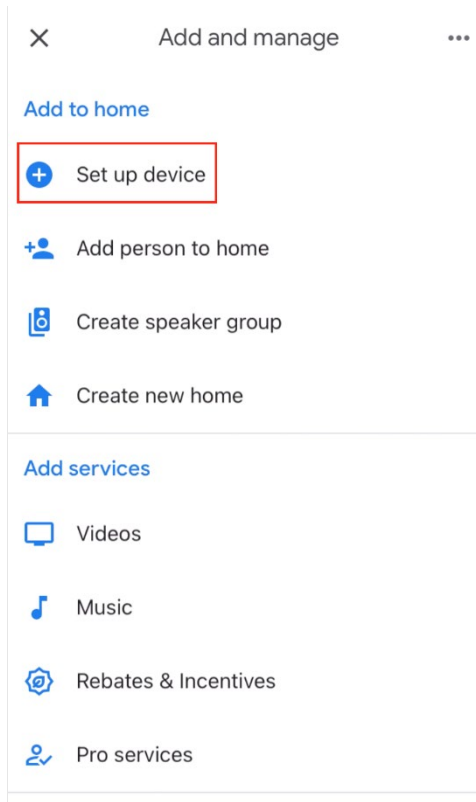 Add and manage
Add to home
Set up device
Add person to home
Create speaker group
Create new home
Add services
Videos
Music
Rebates & Incentives
Pro services